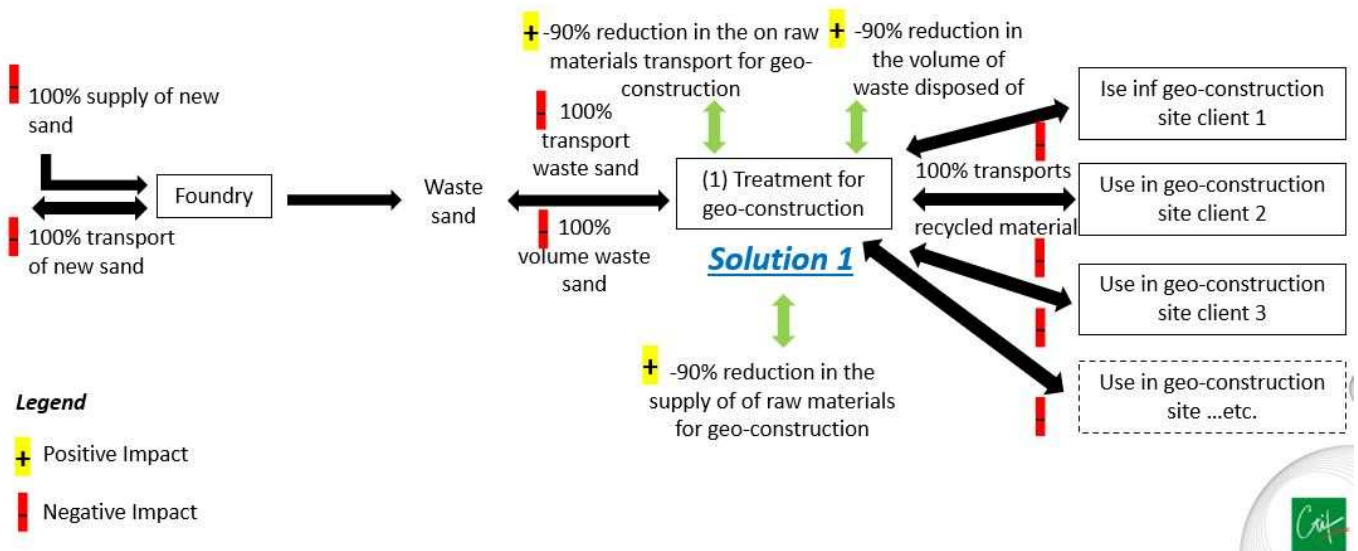 100% supply of new
sand
Foundry
100% transport
of new sand
Waste
sand
- 100%
transport
waste sand
- 100%
volume waste
sand
+ -90% reduction in the on raw
materials transport for geo-
construction
+ -90% reduction in
the volume of
waste disposed of
(1) Treatment for
geo-construction
Solution 1
+ -90% reduction in the
supply of of raw materials
for geo-construction
100% transports
recycled material
Ise inf geo-construction
site client 1
Use in geo-construction
site client 2
Use in geo-construction
site client 3
Use in geo-construction
site ...etc.
Legend
+ Positive Impact
- Negative Impact
Ctif